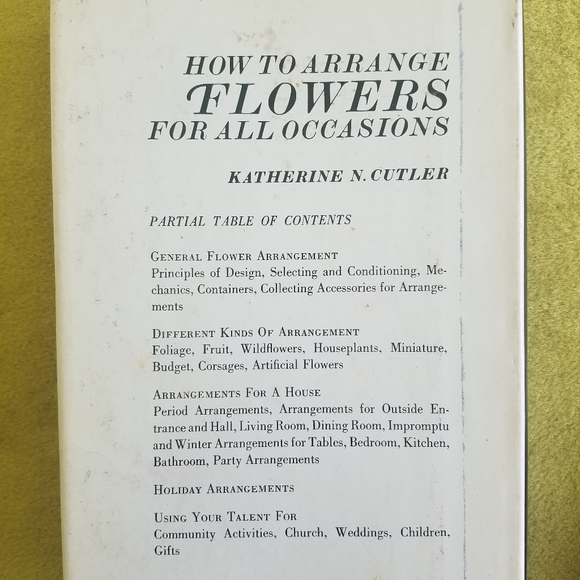 HOW TO ARRANGE
FLOWERS
FOR ALL OCCASIONS
KATHERINE N. CUTLER
PARTIAL TABLE OF CONTENTS
GENERAL FLOWER ARRANGEMENT
Principles of Design, Selecting and Conditioning, Me-
chanics, Containers, Collecting Accessories for Arrange-
ments
DIFFERENT KINDS OF ARRANGEMENT
Foliage, Fruit, Wildflowers, Houseplants, Miniature,
Budget, Corsages, Artificial Flowers
ARRANGEMENTS FOR A HOUSE
Period Arrangements, Arrangements for Outside En-
trance and Hall, Living Room, Dining Room, Impromptu
and Winter Arrangements for Tables, Bedroom, Kitchen,
Bathroom, Party Arrangements
HOLIDAY ARRANGEMENTS
USING YOUR TALENT FOR
Community Activities, Church, Weddings, Children,
Gifts